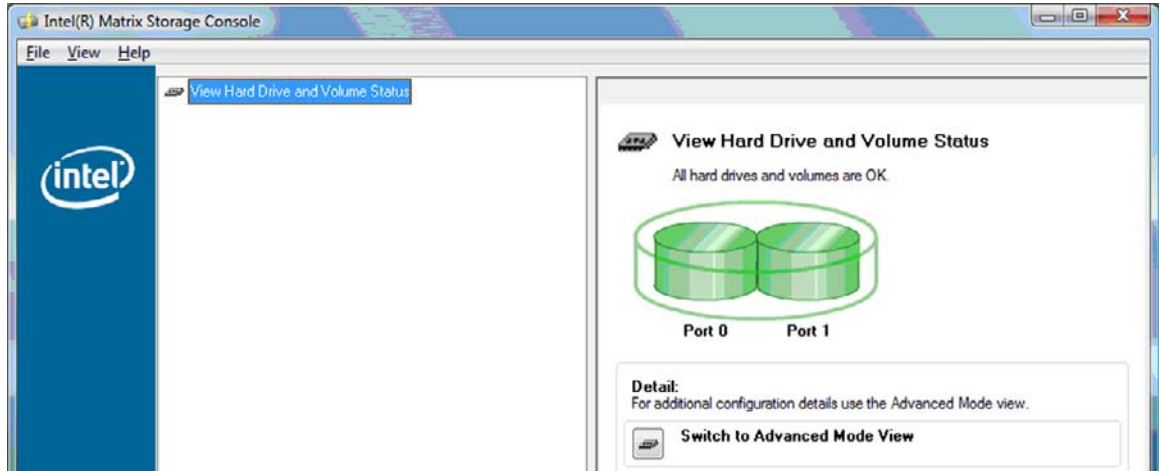 Intel(R) Matrix Storage Console
File View Help
View Hard Drive and Volume Status
intel
View Hard Drive and Volume Status
All hard drives and volumes are OK.
Port 0 Port 1
Detail:
For additional configuration details use the Advanced Mode view.
Switch to Advanced Mode View